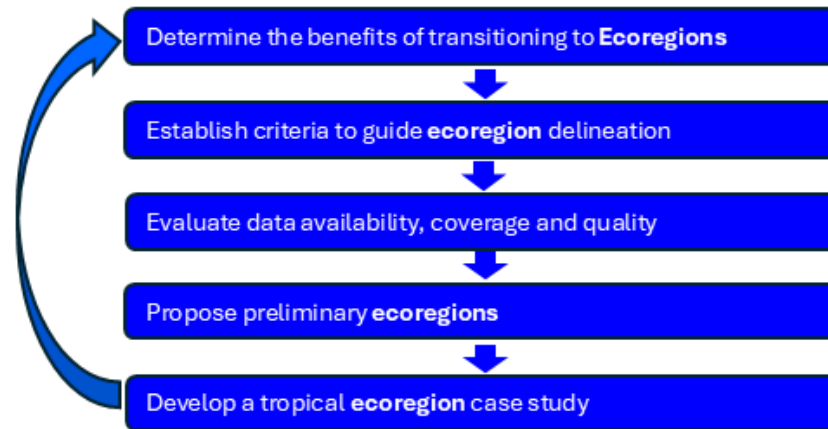 Determine the benefits of transitioning to Ecoregions
Establish criteria to guide ecoregion delineation
Evaluate data availability, coverage and quality
Propose preliminary ecoregions
Develop a tropical ecoregion case study